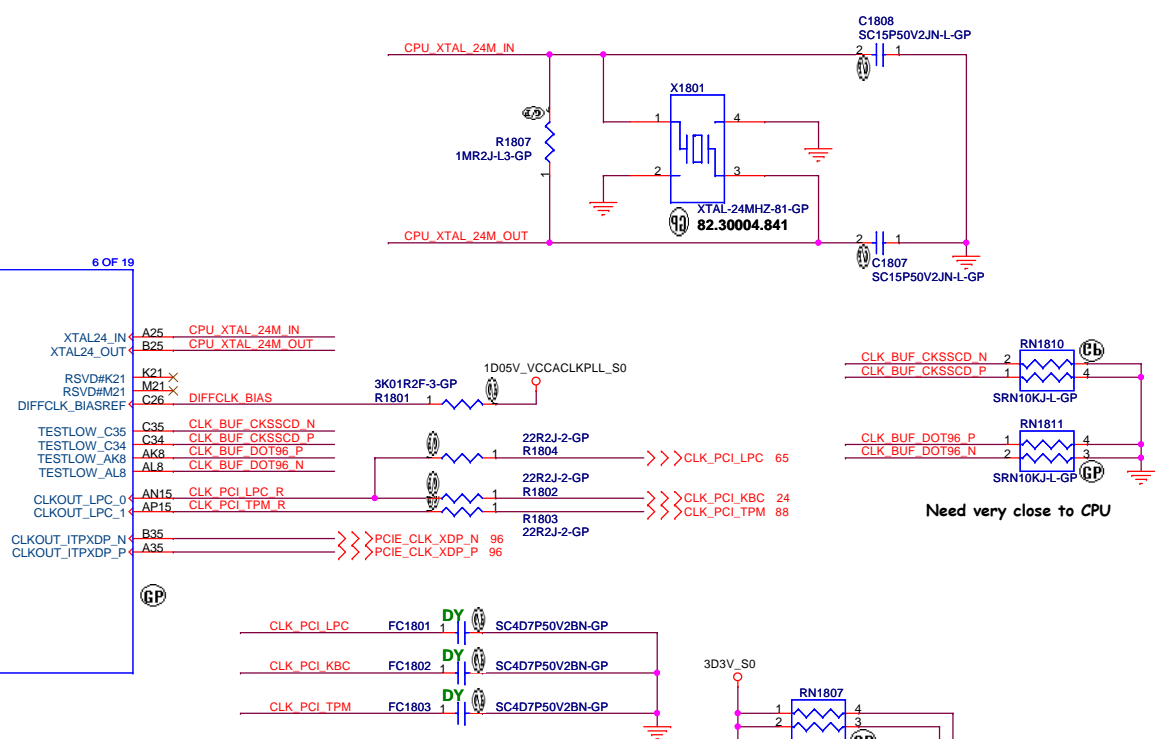 C1808
SC15P50V2JN-L-GP
CPU_XTAL_24M_IN
2 1
X1801
1 4
R1807
1MR2J-L3-GP
2 3
1
XTAL-24MHZ-81-GP
82.30004.841
CPU_XTAL_24M_OUT
2 1
C1807
SC15P50V2JN-L-GP
6 OF 19
XTAL24_IN A25 CPU_XTAL_24M_IN
XTAL24_OUT B25 CPU_XTAL_24M_OUT
RSVD#K21 K21
RSVD#M21 M21
DIFFCLK_BIASREF C26 DIFFCLK_BIAS
3K01R2F-3-GP
R1801 1
1D05V_VCCACLKPLL_S0
TESTLOW_C35 C35 CLK_BUF_CKSSCD_N
TESTLOW_C34 C34 CLK_BUF_CKSSCD_P
TESTLOW_AK8 AK8 CLK_BUF_DOT96_P
TESTLOW_AL8 AL8 CLK_BUF_DOT96_N
CLKOUT_LPC_0 AN15 CLK_PCI_LPC_R
CLKOUT_LPC_1 AP15 CLK_PCI_TPM_R
CLKOUT_ITPXDP_N B35 PCIE_CLK_XDP_N 96
CLKOUT_ITPXDP_P A35 PCIE_CLK_XDP_P 96
GP
22R2J-2-GP
R1804
1 CLK_PCI_LPC 65
22R2J-2-GP
R1802
1 CLK_PCI_KBC 24
1 CLK_PCI_TPM 88
R1803
22R2J-2-GP
RN1810
CLK_BUF_CKSSCD_N 2 3
CLK_BUF_CKSSCD_P 1 4
SRN10KJ-L-GP
RN1811
CLK_BUF_DOT96_P 1 4
CLK_BUF_DOT96_N 2 3
SRN10KJ-L-GP GP
Need very close to CPU
CLK_PCI_LPC FC1801 1 DY SC4D7P50V2BN-GP
CLK_PCI_KBC FC1802 1 DY SC4D7P50V2BN-GP
CLK_PCI_TPM FC1803 1 DY SC4D7P50V2BN-GP
3D3V_S0
RN1807
1 4
2 3